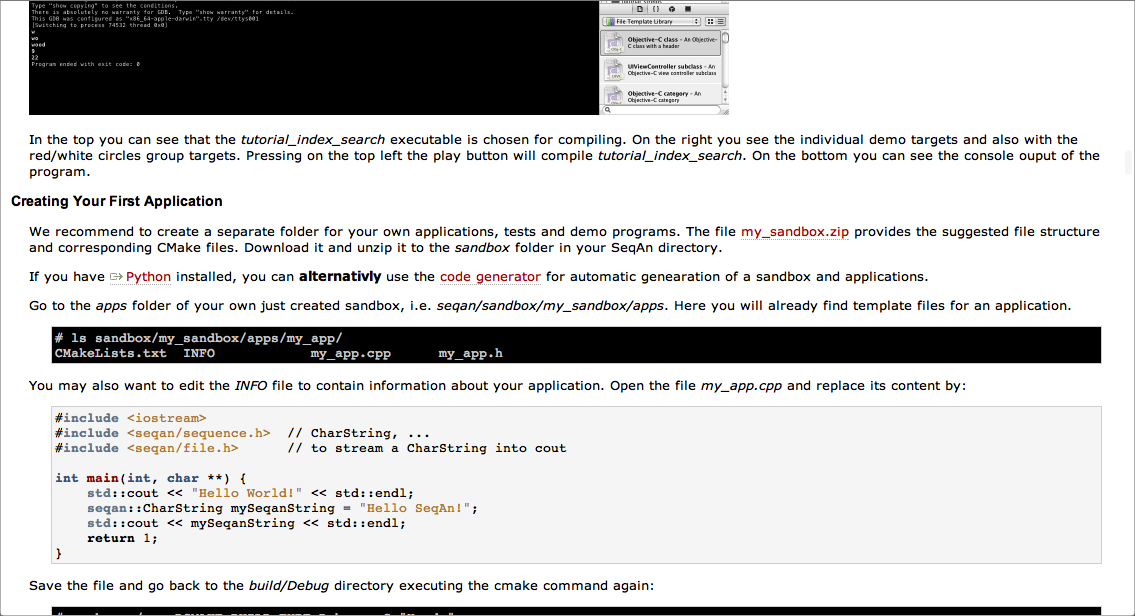 Type "show copying" to see the conditions.
There is absolutely no warranty for GDB.  Type "show warranty" for details.
This GDB was configured as "x86_64-apple-darwin".tty /dev/ttys001
[Switching to process 74532 thread 0x0]
w
wo
wood
9
22
Program ended with exit code: 0
File Template Library
Objective-C class - An Objective-
C class with a header
UIViewController subclass - An
Objective-C view controller subclass
Objective-C category - An
Objective-C category
In the top you can see that the tutorial_index_search executable is chosen for compiling. On the right you see the individual demo targets and also with the
red/white circles group targets. Pressing on the top left the play button will compile tutorial_index_search. On the bottom you can see the console ouput of the
program.
Creating Your First Application
We recommend to create a separate folder for your own applications, tests and demo programs. The file my_sandbox.zip provides the suggested file structure
and corresponding CMake files. Download it and unzip it to the sandbox folder in your SeqAn directory.
If you have Python installed, you can alternativly use the code generator for automatic genearation of a sandbox and applications.
Go to the apps folder of your own just created sandbox, i.e. seqan/sandbox/my_sandbox/apps. Here you will already find template files for an application.
# ls sandbox/my_sandbox/apps/my_app/
CMakeLists.txt  INFO            my_app.cpp      my_app.h
You may also want to edit the INFO file to contain information about your application. Open the file my_app.cpp and replace its content by:
#include <iostream>
#include <seqan/sequence.h>  // CharString, ...
#include <seqan/file.h>      // to stream a CharString into cout
int main(int, char **) {
    std::cout << "Hello World!" << std::endl;
    seqan::CharString mySeqanString = "Hello SeqAn!";
    std::cout << mySeqanString << std::endl;
    return 1;
}
Save the file and go back to the build/Debug directory executing the cmake command again: